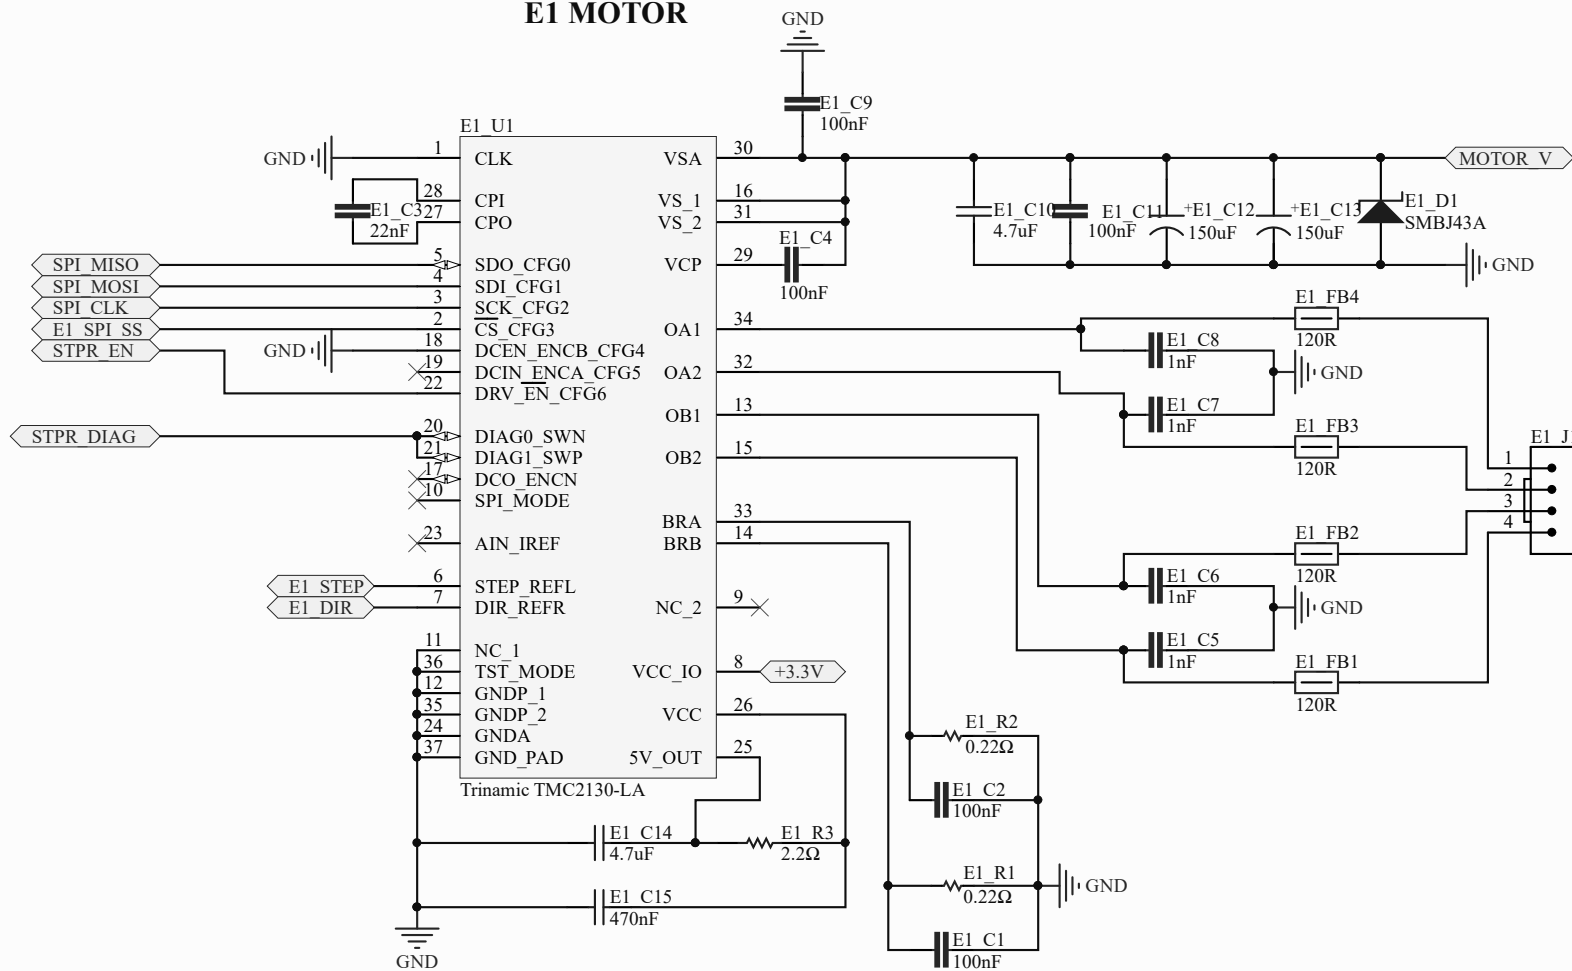 E1 MOTOR
GND
E1_C9
100nF
E1_U1
GND
1
CLK
VSA
30
MOTOR_V
28
CPI
VS_1
16
E1_C3
22nF
27
CPO
VS_2
31
E1_C10
4.7uF
E1_C11
100nF
+E1_C12
150uF
+E1_C13
150uF
E1_D1
SMBJ43A
E1_C4
100nF
SPI_MISO
5
SDO_CFG0
VCP
29
GND
SPI_MOSI
4
SDI_CFG1
SPI_CLK
3
SCK_CFG2
E1_SPI_SS
2
CS_CFG3
OA1
34
E1_FB4
120R
STPR_EN
GND
18
DCEN_ENCB_CFG4
E1_C8
1nF
19
DCIN_ENCA_CFG5
OA2
32
GND
22
DRV_EN_CFG6
E1_C7
1nF
OB1
13
E1_FB3
120R
STPR_DIAG
20
DIAG0_SWN
21
DIAG1_SWP
OB2
15
E1_J
1
2
3
4
17
DCO_ENCN
10
SPI_MODE
BRA
33
23
AIN_IREF
BRB
14
E1_FB2
120R
E1_STEP
6
STEP_REFL
E1_C6
1nF
E1_DIR
7
DIR_REFR
NC_2
9
GND
11
NC_1
E1_C5
1nF
36
TST_MODE
VCC_IO
8
+3.3V
E1_FB1
120R
12
GNDP_1
35
GNDP_2
VCC
26
24
GNDA
E1_R2
0.22Ω
37
GND_PAD
5V_OUT
25
Trinamic TMC2130-LA
E1_C2
100nF
E1_C14
4.7uF
E1_R3
2.2Ω
E1_R1
0.22Ω
GND
E1_C15
470nF
E1_C1
100nF
GND